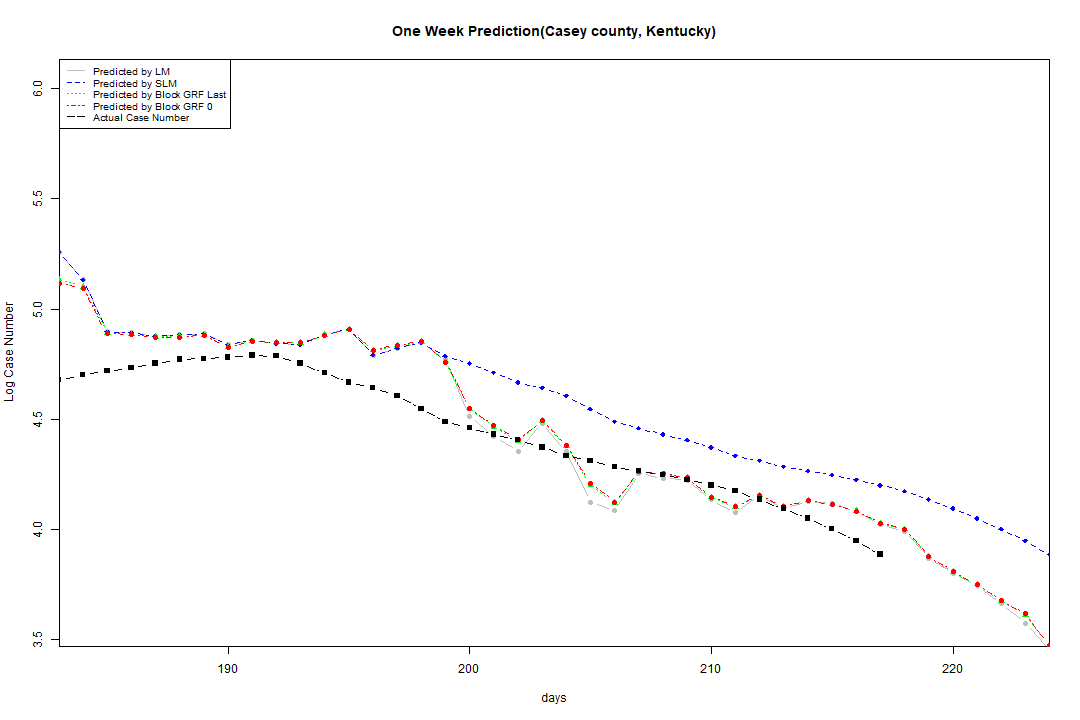 One Week Prediction(Casey county, Kentucky)
Predicted by LM
Predicted by SLM
Predicted by Block GRF Last
Predicted by Block GRF 0
Actual Case Number
6.0
5.5
5.0
4.5
4.0
3.5
Log Case Number
190 200 210 220
days